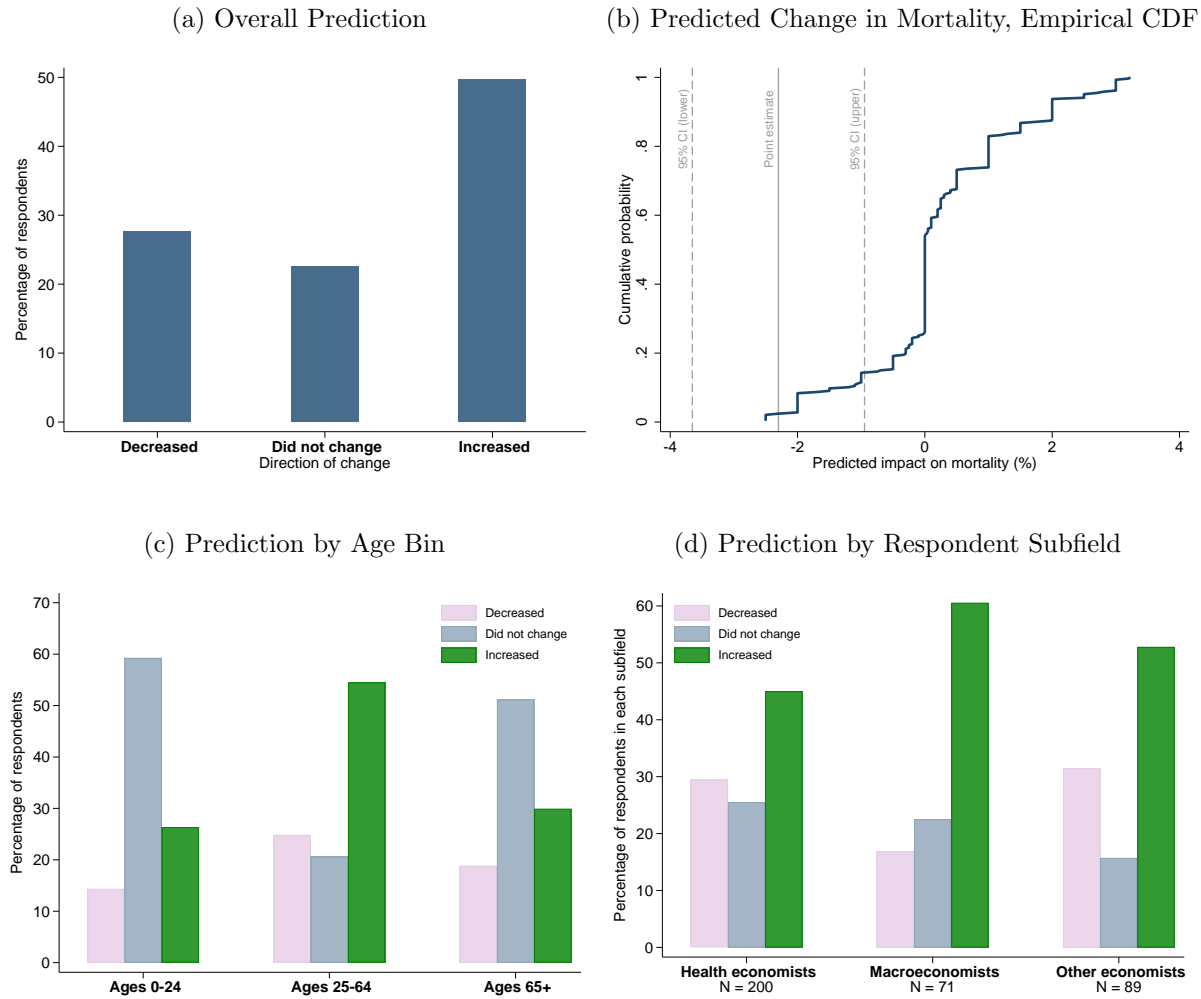 (a) Overall Prediction
Percentage of respondents
50
40
30
20
10
0
Decreased
Did not change
Increased
Direction of change
(b) Predicted Change in Mortality, Empirical CDF
Cumulative probability
1
.8
.6
.4
.2
0
95% CI (lower)
Point estimate
95% CI (upper)
-4
-2
0
2
4
Predicted impact on mortality (%)
(c) Prediction by Age Bin
Percentage of respondents
70
60
50
40
30
20
10
0
Decreased
Did not change
Increased
Ages 0-24
Ages 25-64
Ages 65+
(d) Prediction by Respondent Subfield
Percentage of respondents in each subfield
60
50
40
30
20
10
0
Decreased
Did not change
Increased
Health economists
N = 200
Macroeconomists
N = 71
Other economists
N = 89